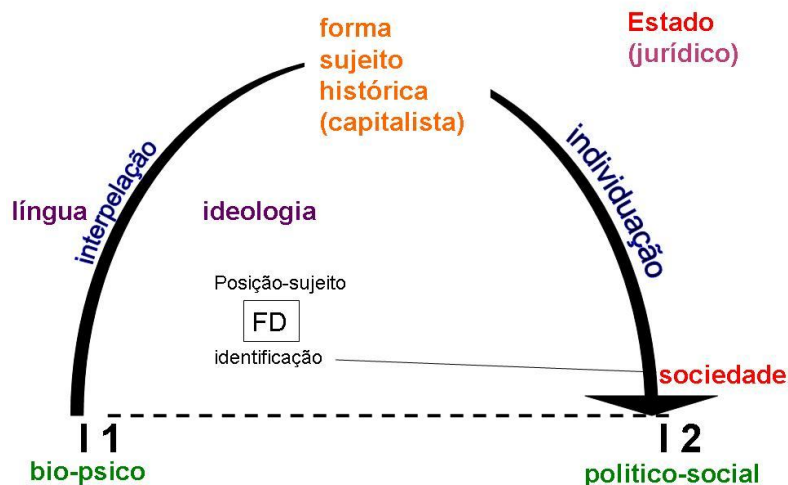 forma
sujeito
histórica
(capitalista)
Estado
(jurídico)
interpelação
individuação
língua
ideologia
Posição-sujeito
FD
identificação
sociedade
I 1
I 2
bio-psico
politico-social